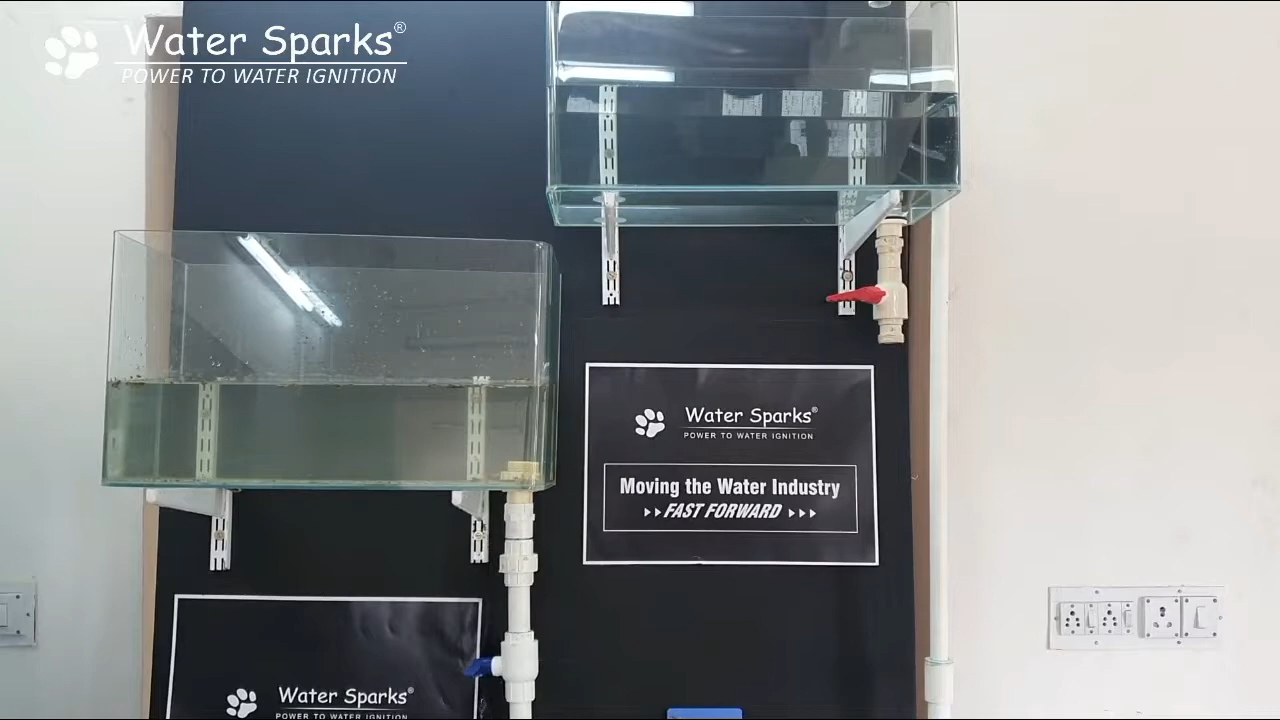 Water Sparks®
POWER TO WATER IGNITION
Water Sparks®
POWER TO WATER IGNITION
Moving the Water Industry
FAST FORWARD
Water Sparks®
POWER TO WATER IGNITION